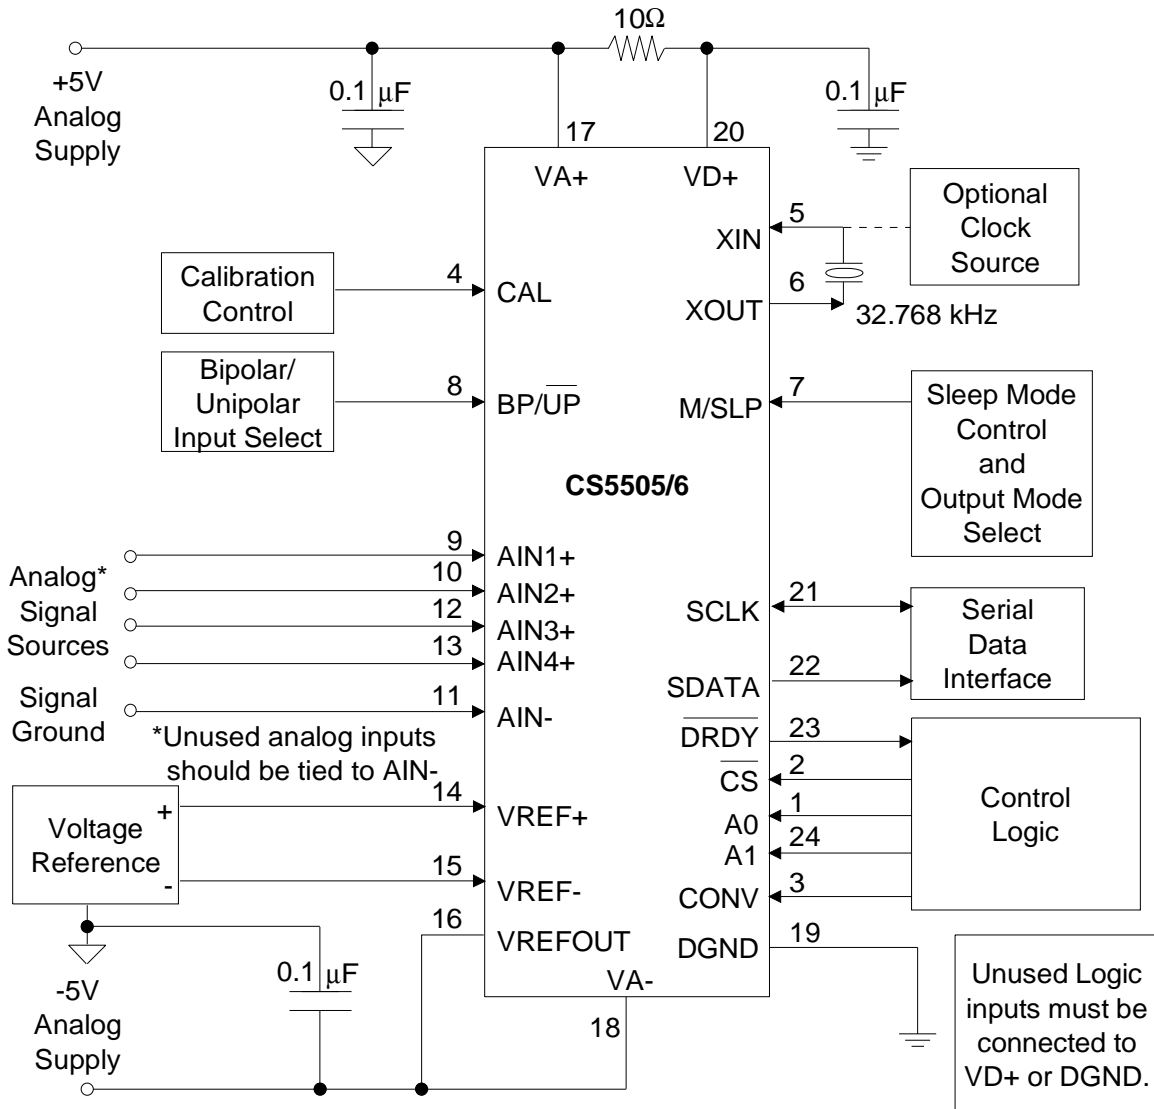 10Ω
+5V
Analog
Supply
0.1 µF
0.1 µF
17
20
VA+
VD+
Optional
Clock
Source
5
XIN
6
XOUT
32.768 kHz
Calibration
Control
4
CAL
Bipolar/
Unipolar
Input Select
8
BP/U̅P̅
7
M/SLP
Sleep Mode
Control
and
Output Mode
Select
CS5505/6
Analog*
Signal
Sources
9
AIN1+
10
AIN2+
12
AIN3+
13
AIN4+
Signal
Ground
11
AIN-
*Unused analog inputs
should be tied to AIN-
21
SCLK
22
SDATA
Serial
Data
Interface
D̅R̅D̅Y̅
23
C̅S̅
2
1
A0
24
A1
3
CONV
Control
Logic
19
DGND
Voltage
Reference
+
-
14
VREF+
15
VREF-
16
VREFOUT
VA-
18
0.1 µF
-5V
Analog
Supply
Unused Logic
inputs must be
connected to
VD+ or DGND.